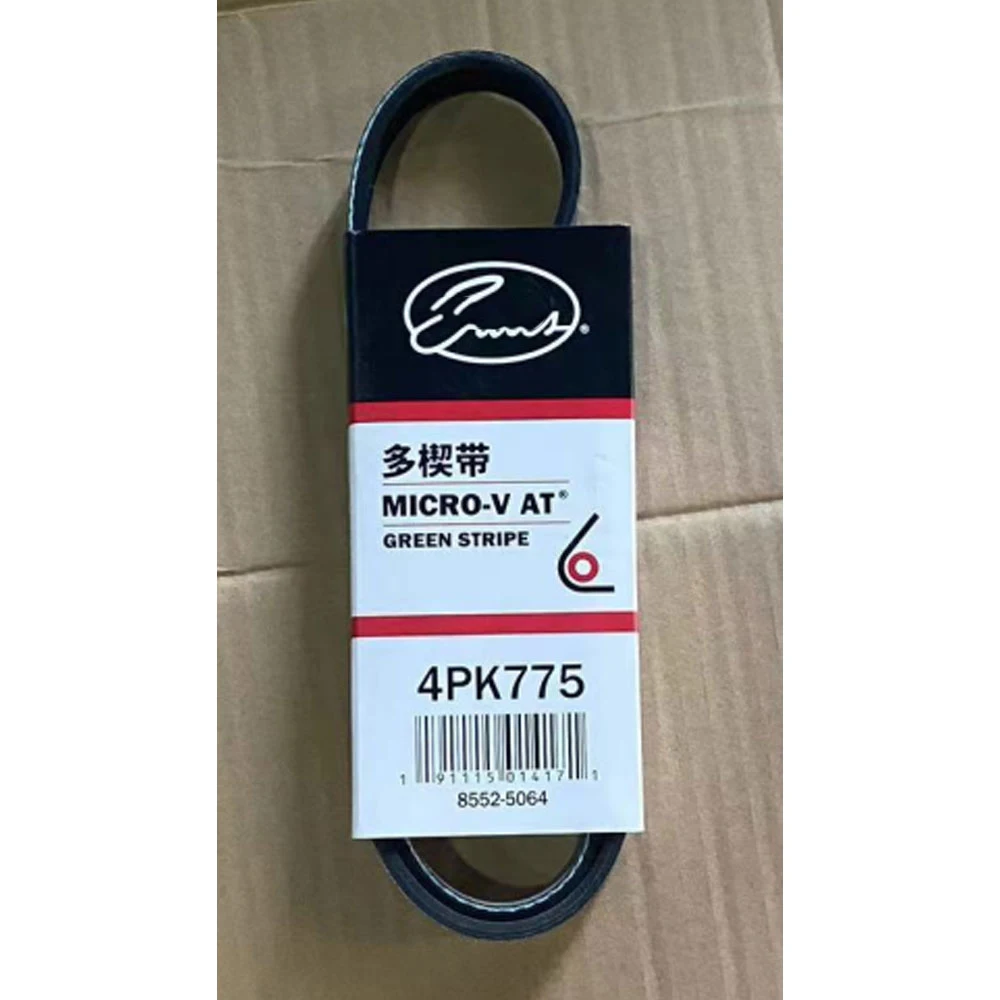 ®
多楔带
MICRO-V AT®
GREEN STRIPE
4PK775
1 91115 01417 1
8552-5064